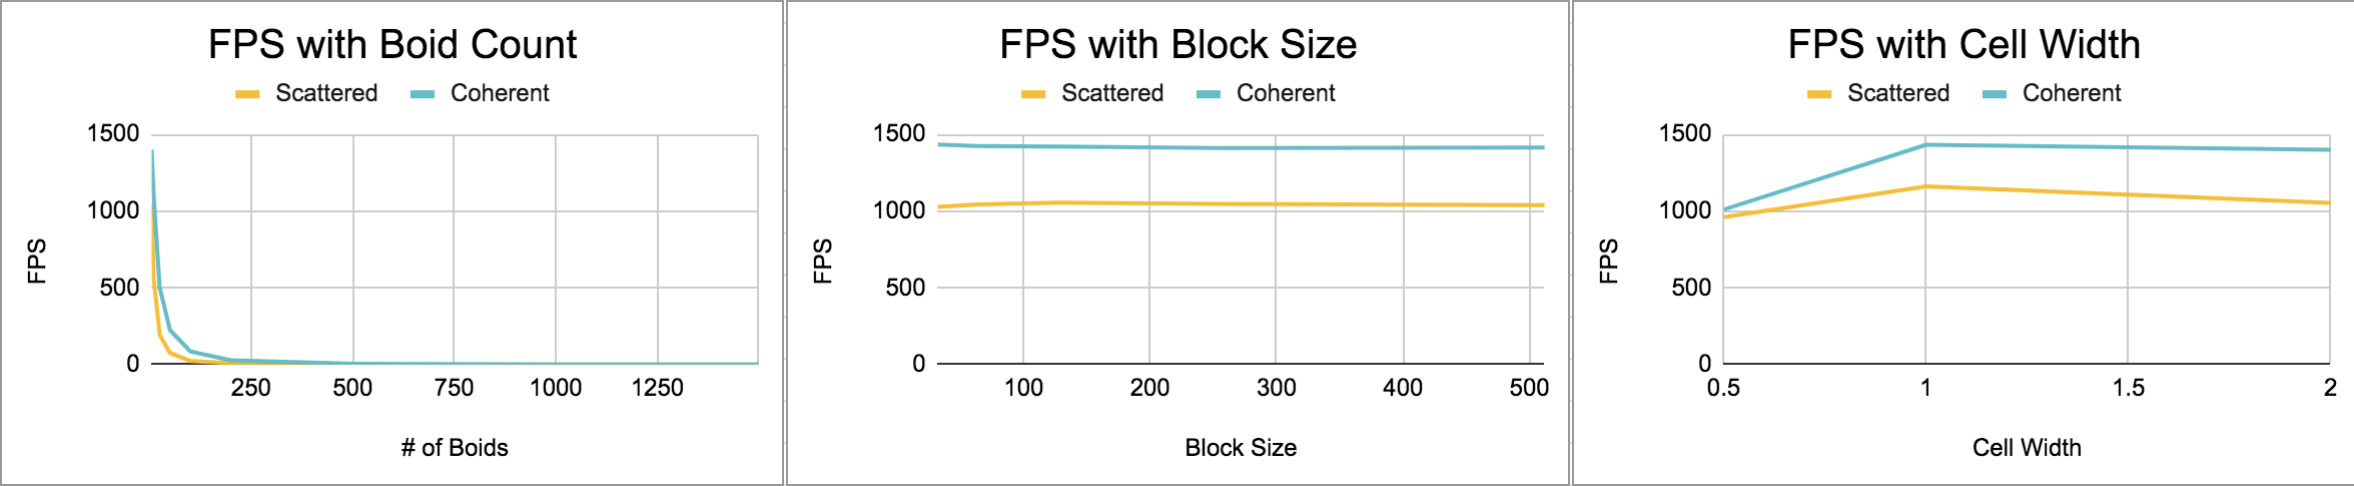 FPS with Boid Count
Scattered Coherent
1500
1000
500
0
FPS
250 500 750 1000 1250
# of Boids
FPS with Block Size
Scattered Coherent
1500
1000
500
0
FPS
100 200 300 400 500
Block Size
FPS with Cell Width
Scattered Coherent
1500
1000
500
0
FPS
0.5 1 1.5 2
Cell Width